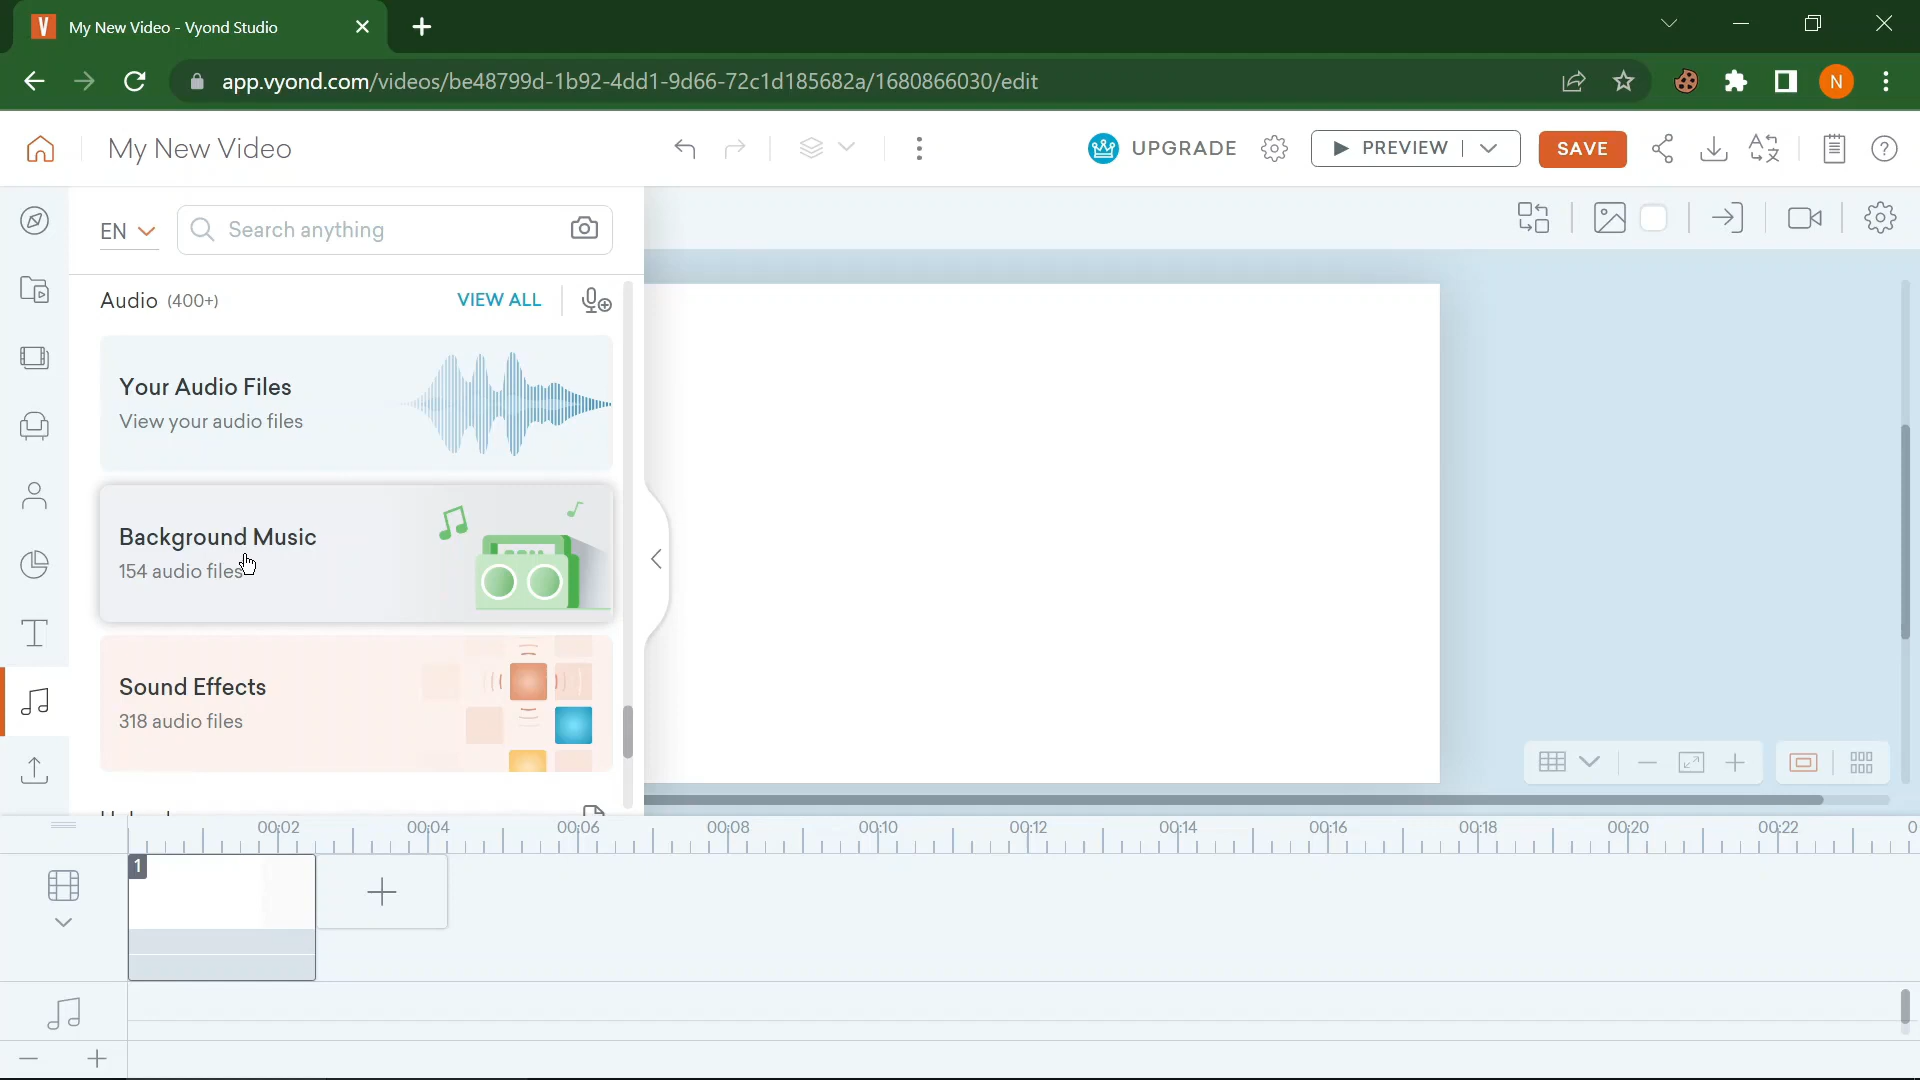 My New Video - Vyond Studio
app.vyond.com/videos/be48799d-1b92-4dd1-9d66-72c1d185682a/1680866030/edit
N
My New Video
UPGRADE
PREVIEW
SAVE
EN
Search anything
Audio (400+)
VIEW ALL
Your Audio Files
View your audio files
Background Music
154 audio files
Sound Effects
318 audio files
00:02 00:04 00:06 00:08 00:10 00:12 00:14 00:16 00:18 00:20 00:22
1